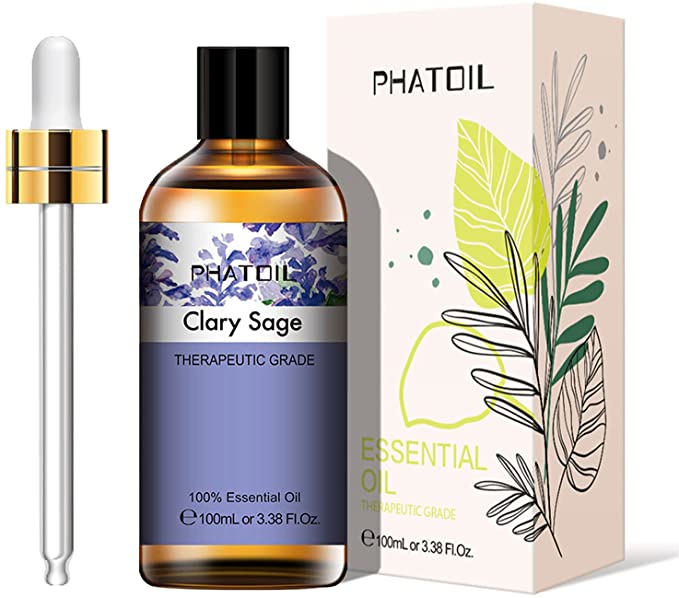 PHATOIL
Clary Sage
THERAPEUTIC GRADE
100% Essential Oil
℮100mL or 3.38 Fl.Oz.
PHATOIL
ESSENTIAL
OIL
THERAPEUTIC GRADE
℮100mL or 3.38 Fl.Oz.